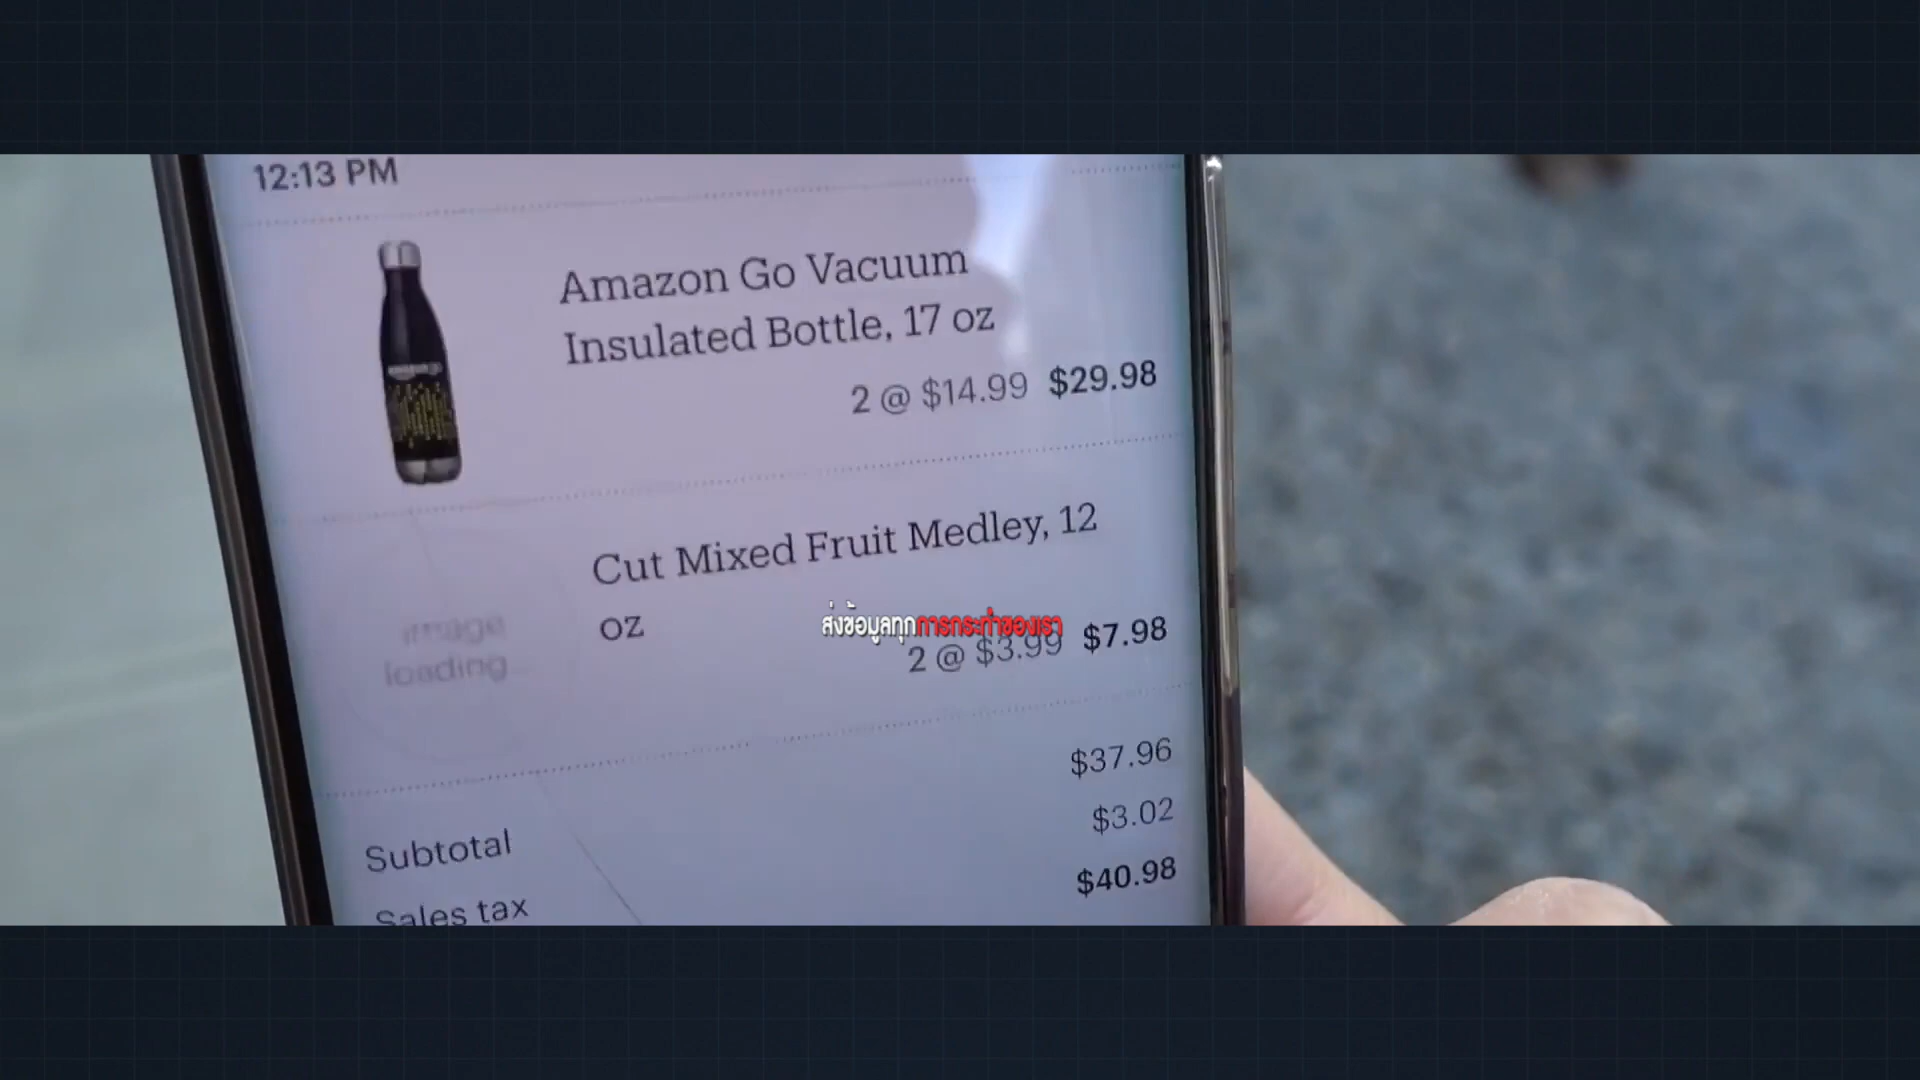 12:13 PM
Amazon Go Vacuum
Insulated Bottle, 17 oz
2 @ $14.99 $29.98
Cut Mixed Fruit Medley, 12
oz
ส่งข้อมูลทุกการกระทำของเรา
2 @ $3.99 $7.98
image
loading...
Subtotal $37.96
Sales tax $3.02
$40.98